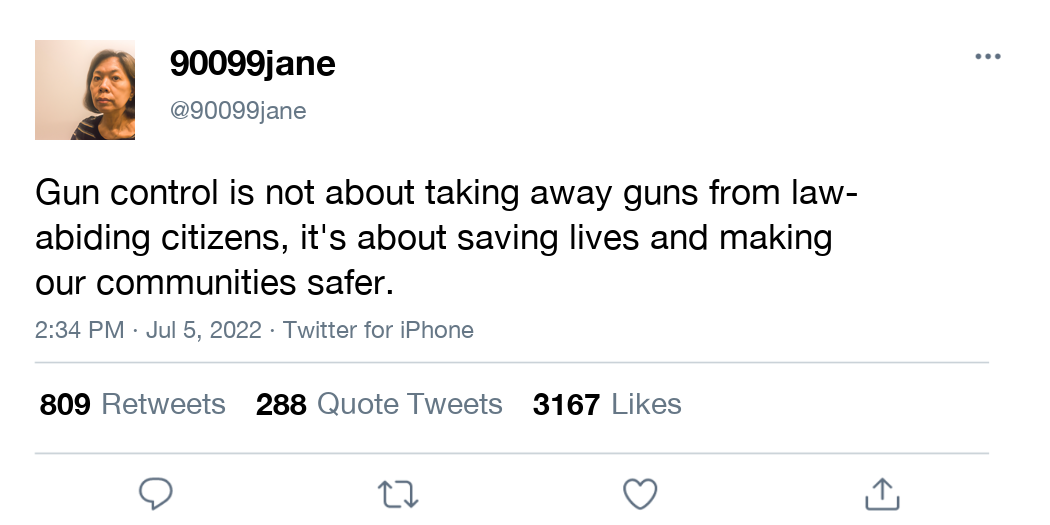 90099jane
@90099jane
Gun control is not about taking away guns from law-
abiding citizens, it's about saving lives and making
our communities safer.
2:34 PM · Jul 5, 2022 · Twitter for iPhone
809 Retweets 288 Quote Tweets 3167 Likes